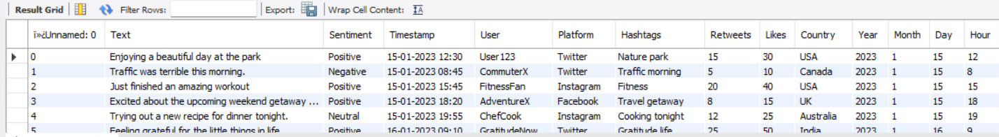 Result Grid Filter Rows: Export: Wrap Cell Content: IA
ï»¿Unnamed: 0 Text Sentiment Timestamp User Platform Hashtags Retweets Likes Country Year Month Day Hour
0 Enjoying a beautiful day at the park Positive 15-01-2023 12:30 User123 Twitter Nature park 15 30 USA 2023 1 15 12
1 Traffic was terrible this morning. Negative 15-01-2023 08:45 CommuterX Twitter Traffic morning 5 10 Canada 2023 1 15 8
2 Just finished an amazing workout Positive 15-01-2023 15:45 FitnessFan Instagram Fitness 20 40 USA 2023 1 15 15
3 Excited about the upcoming weekend getaway ... Positive 15-01-2023 18:20 AdventureX Facebook Travel getaway 8 15 UK 2023 1 15 18
4 Trying out a new recipe for dinner tonight. Neutral 15-01-2023 19:55 ChefCook Instagram Cooking tonight 12 25 Australia 2023 1 15 19
5 Feeling grateful for the little things in life Positive 16-01-2023 09:10 GratitudeNow Twitter Gratitude life 25 50 India 2023 1 16 9